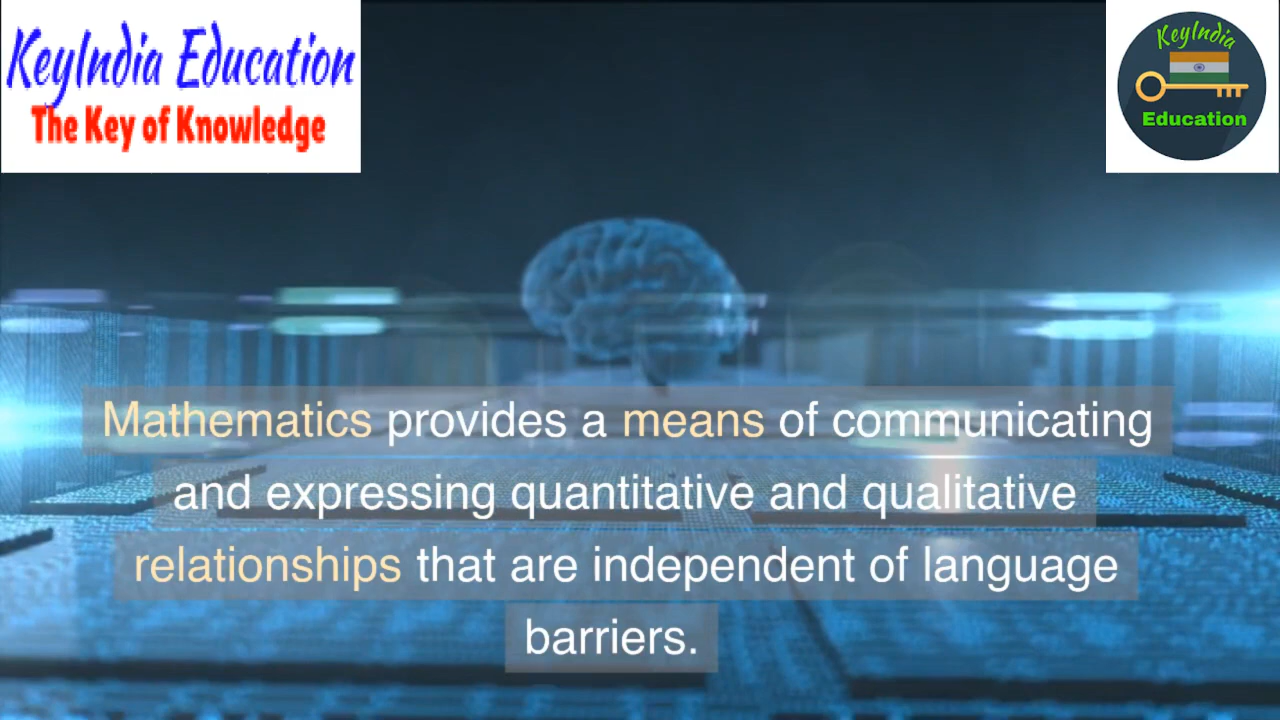 KeyIndia Education
The Key of Knowledge
KeyIndia
Education
Mathematics provides a means of communicating
and expressing quantitative and qualitative
relationships that are independent of language
barriers.